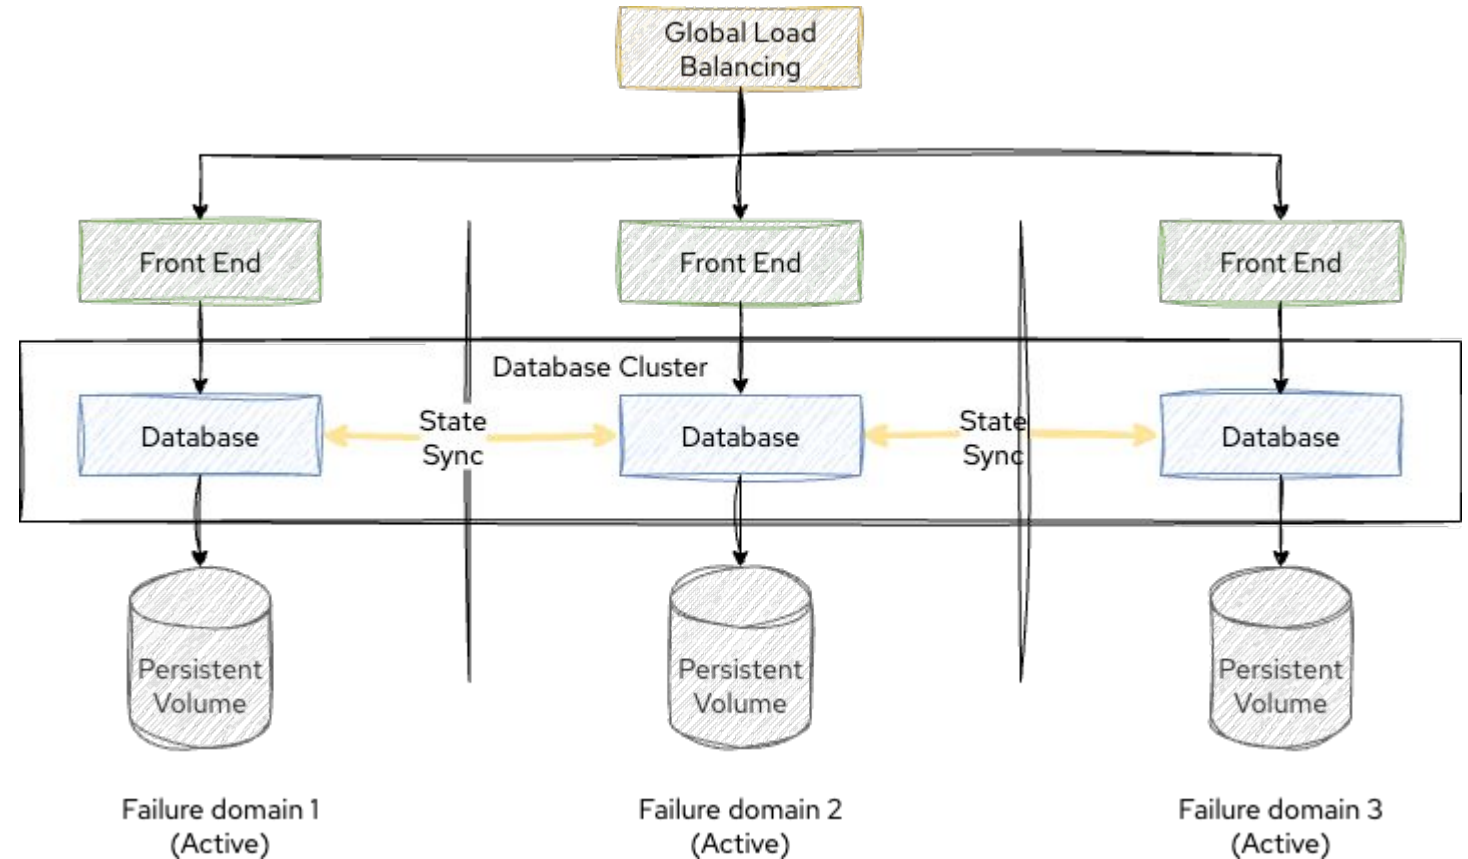 Global Load
Balancing
Front End
Front End
Front End
Database Cluster
Database
State
Sync
Database
State
Sync
Database
Persistent
Volume
Persistent
Volume
Persistent
Volume
Failure domain 1
(Active)
Failure domain 2
(Active)
Failure domain 3
(Active)